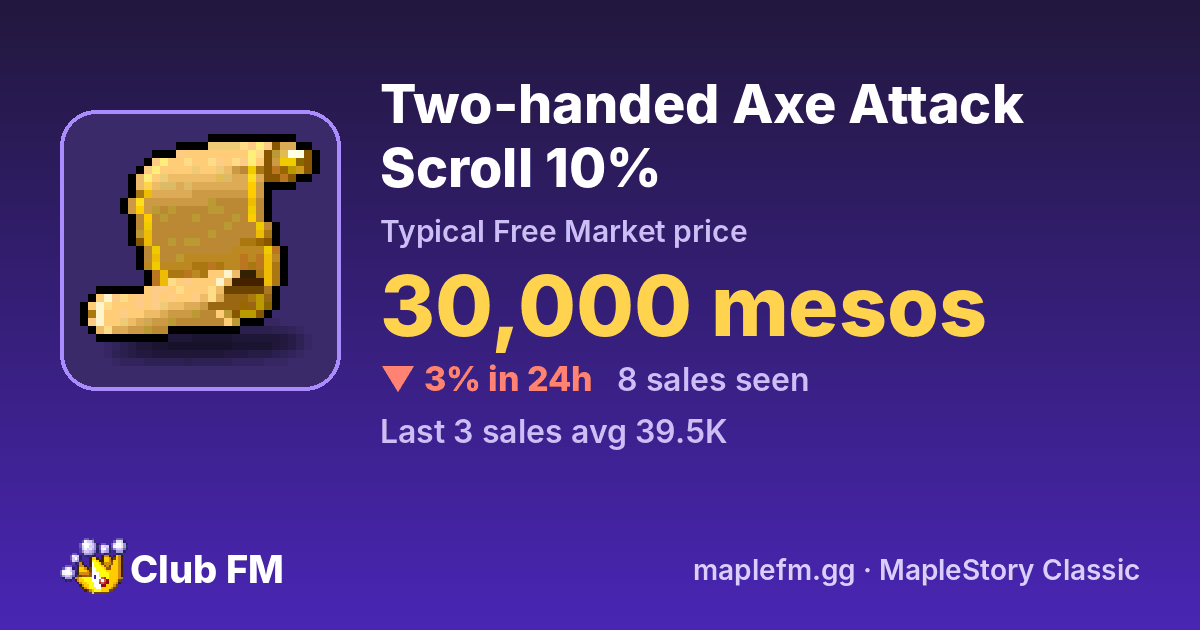 Two-handed Axe Attack
Scroll 10%
Typical Free Market price
30,000 mesos
▼ 3% in 24h 8 sales seen
Last 3 sales avg 39.5K
Club FM
maplefm.gg · MapleStory Classic